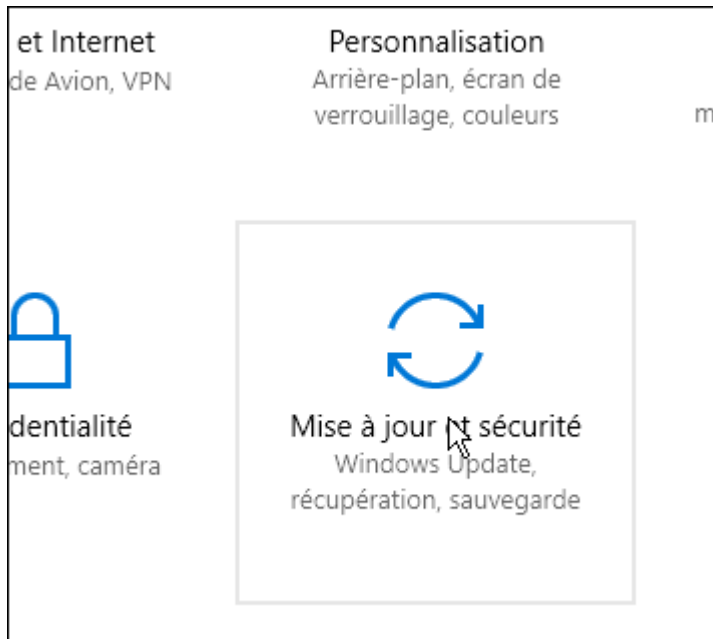 et Internet
de Avion, VPN
Personnalisation
Arrière-plan, écran de
verrouillage, couleurs
m
dentialité
ment, caméra
Mise à jour et sécurité
Windows Update,
récupération, sauvegarde